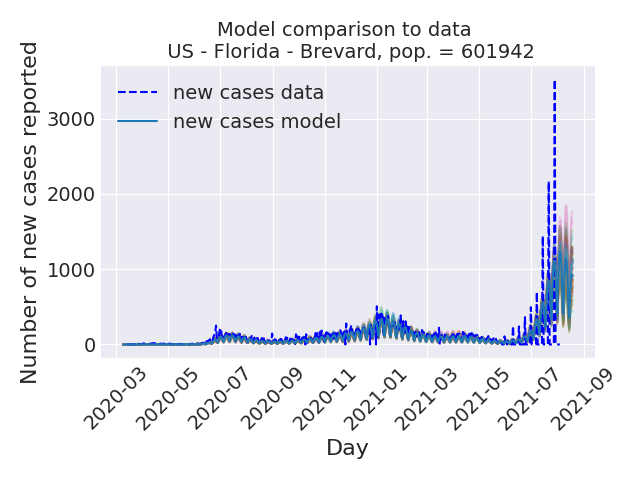 Model comparison to data
US - Florida - Brevard, pop. = 601942
Number of new cases reported
new cases data
new cases model
3000
2000
1000
0
2020-03
2020-05
2020-07
2020-09
2020-11
2021-01
2021-03
2021-05
2021-07
2021-09
Day